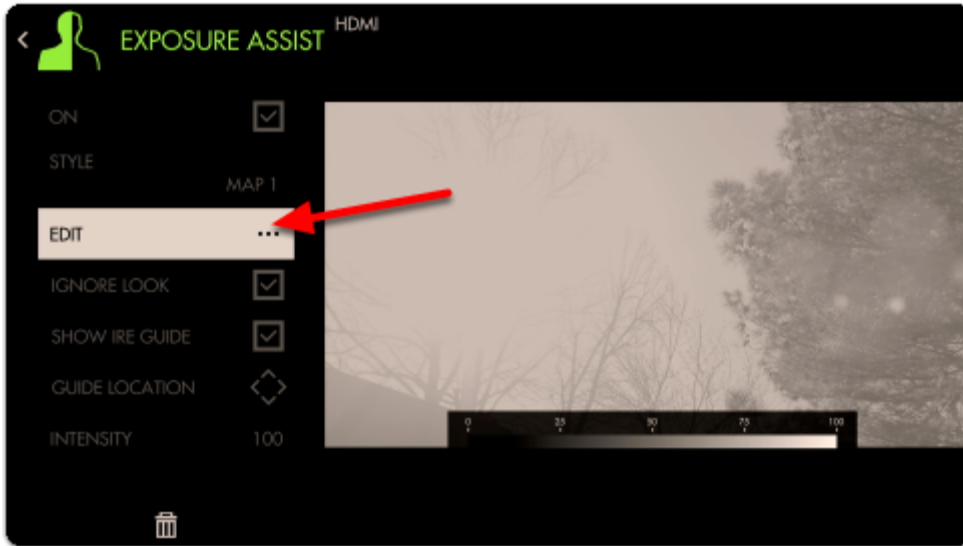 EXPOSURE ASSIST HDMI
ON
STYLE
MAP 1
EDIT ...
IGNORE LOOK
SHOW IRE GUIDE
GUIDE LOCATION
INTENSITY 100
0 25 50 75 100